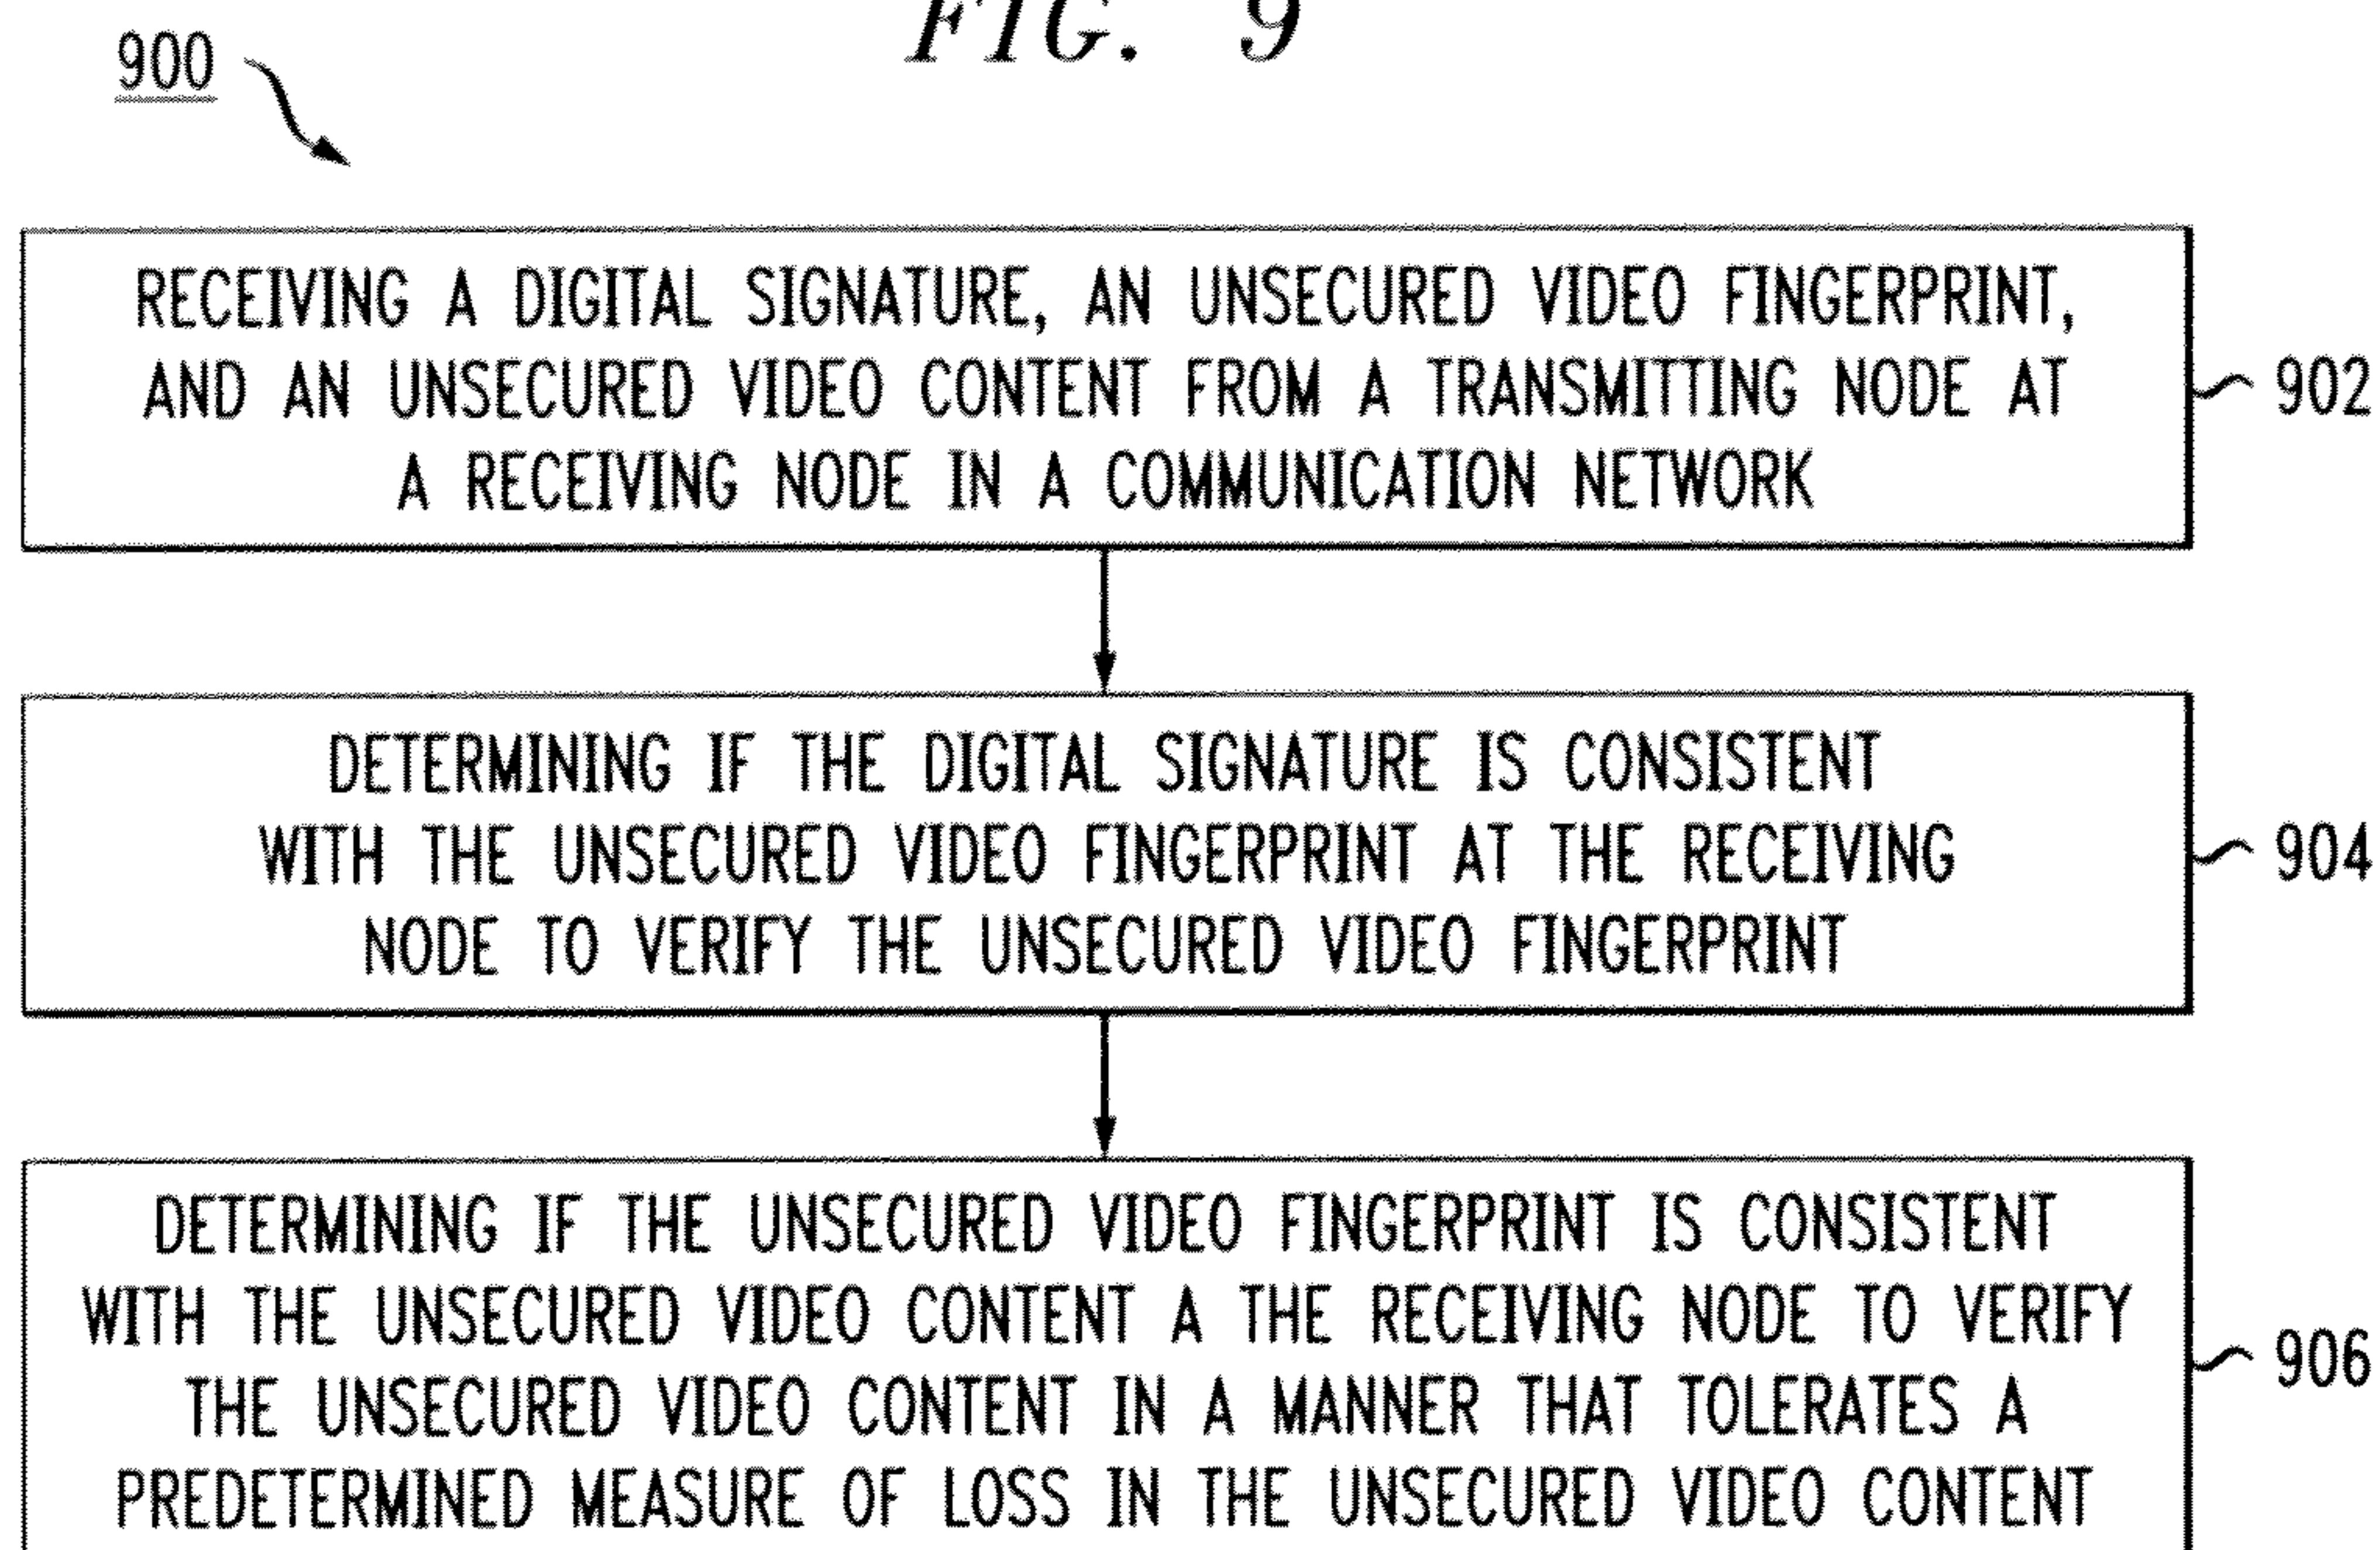 FIG. 9
900
RECEIVING A DIGITAL SIGNATURE, AN UNSECURED VIDEO FINGERPRINT,
AND AN UNSECURED VIDEO CONTENT FROM A TRANSMITTING NODE AT
A RECEIVING NODE IN A COMMUNICATION NETWORK
902
DETERMINING IF THE DIGITAL SIGNATURE IS CONSISTENT
WITH THE UNSECURED VIDEO FINGERPRINT AT THE RECEIVING
NODE TO VERIFY THE UNSECURED VIDEO FINGERPRINT
904
DETERMINING IF THE UNSECURED VIDEO FINGERPRINT IS CONSISTENT
WITH THE UNSECURED VIDEO CONTENT A THE RECEIVING NODE TO VERIFY
THE UNSECURED VIDEO CONTENT IN A MANNER THAT TOLERATES A
PREDETERMINED MEASURE OF LOSS IN THE UNSECURED VIDEO CONTENT
906